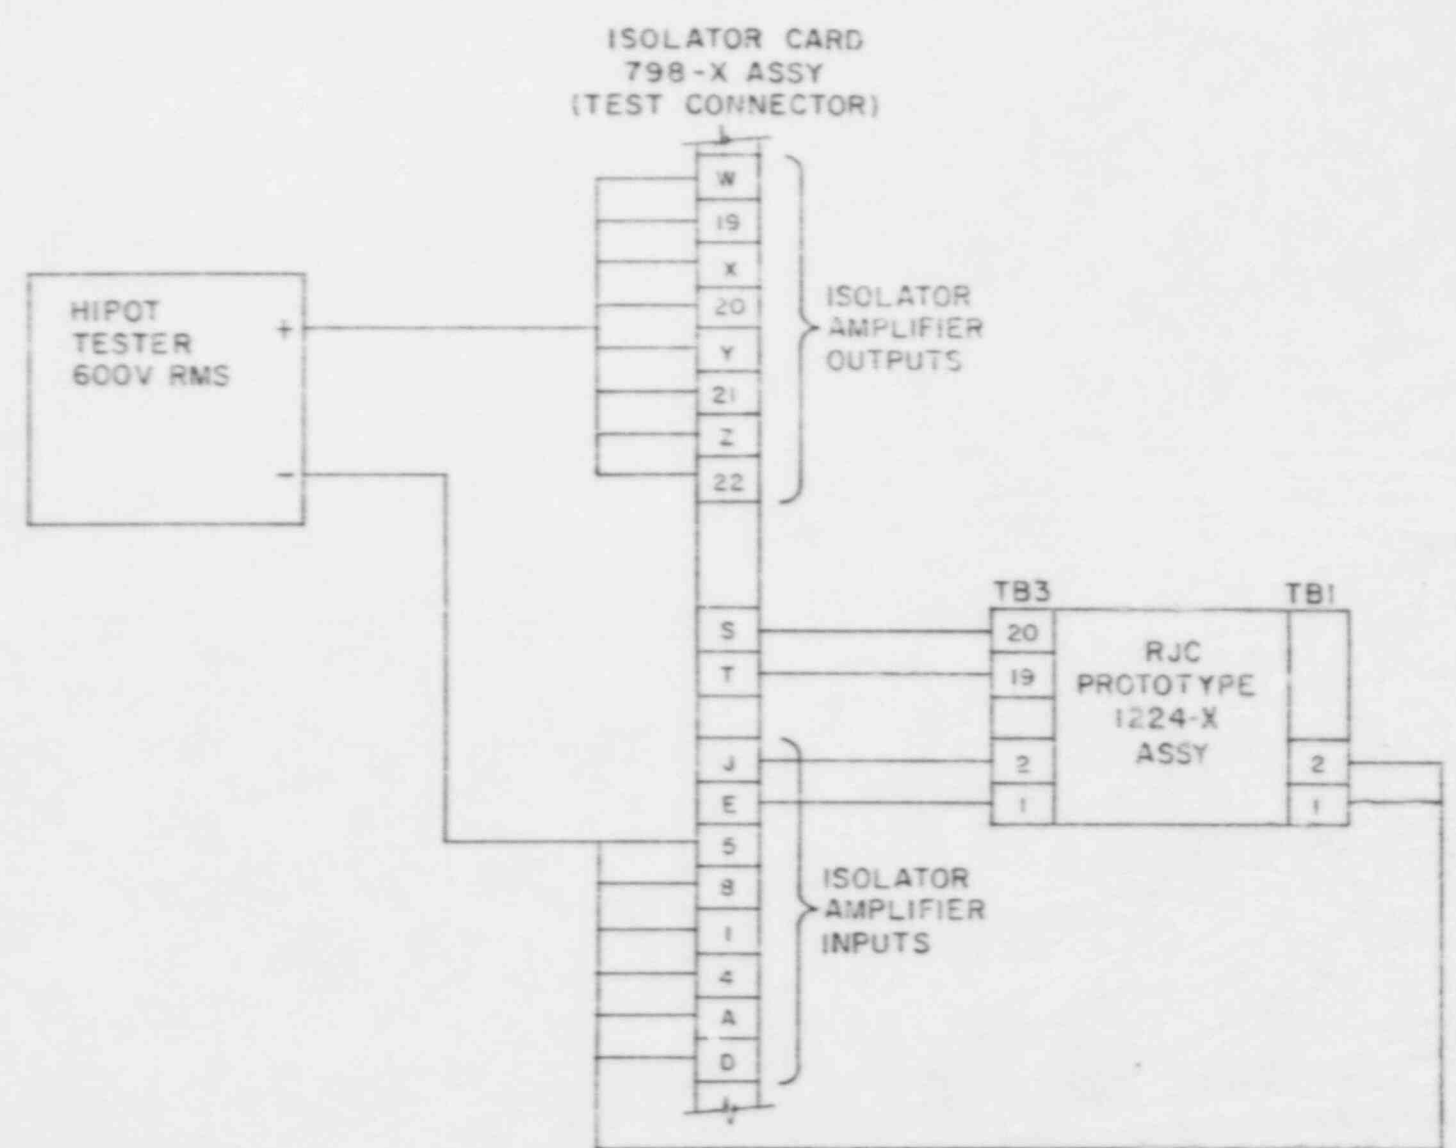 ISOLATOR CARD
798-X ASSY
(TEST CONNECTOR)
W
19
X
20
Y
21
Z
22
HIPOT
TESTER
600V RMS
+
-
ISOLATOR
AMPLIFIER
OUTPUTS
S
T
J
E
5
8
1
4
A
D
TB3
20
19
2
1
RJC
PROTOTYPE
1224-X
ASSY
TB1
2
1
ISOLATOR
AMPLIFIER
INPUTS